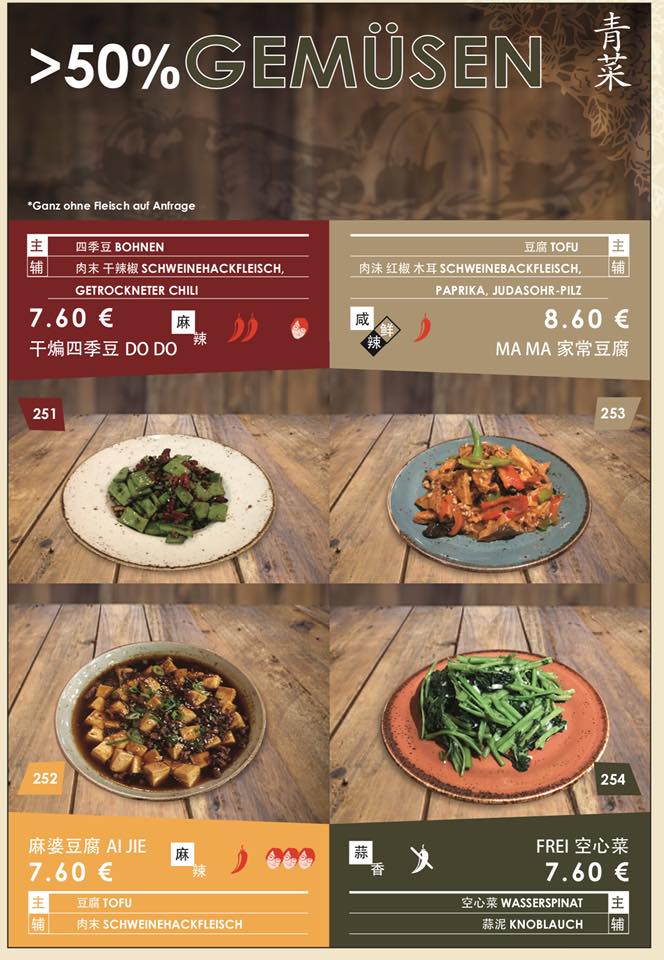 >50% GEMÜSEN
青菜
*Ganz ohne Fleisch auf Anfrage
主 四季豆 BOHNEN
辅 肉末 干辣椒 SCHWEINEHACKFLEISCH,
GETROCKNETER CHILI
7.60 €
麻辣
干煸四季豆 DO DO
251
豆腐 TOFU 主
肉沫 红椒 木耳 SCHWEINEBACKFLEISCH, 辅
PAPRIKA, JUDASOHR-PILZ
咸鲜辣
8.60 €
MA MA 家常豆腐
253
252
麻婆豆腐 AI JIE
7.60 €
麻辣
主 豆腐 TOFU
辅 肉末 SCHWEINEHACKFLEISCH
254
蒜香
FREI 空心菜
7.60 €
空心菜 WASSERSPINAT 主
蒜泥 KNOBLAUCH 辅